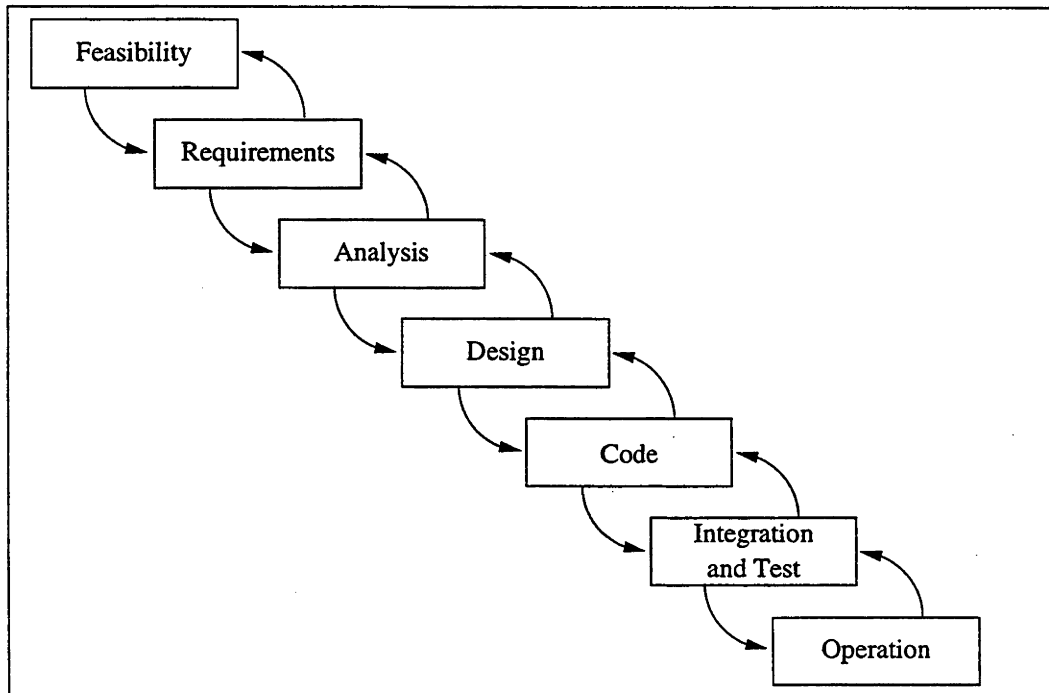 Feasibility
Requirements
Analysis
Design
Code
Integration
and Test
Operation